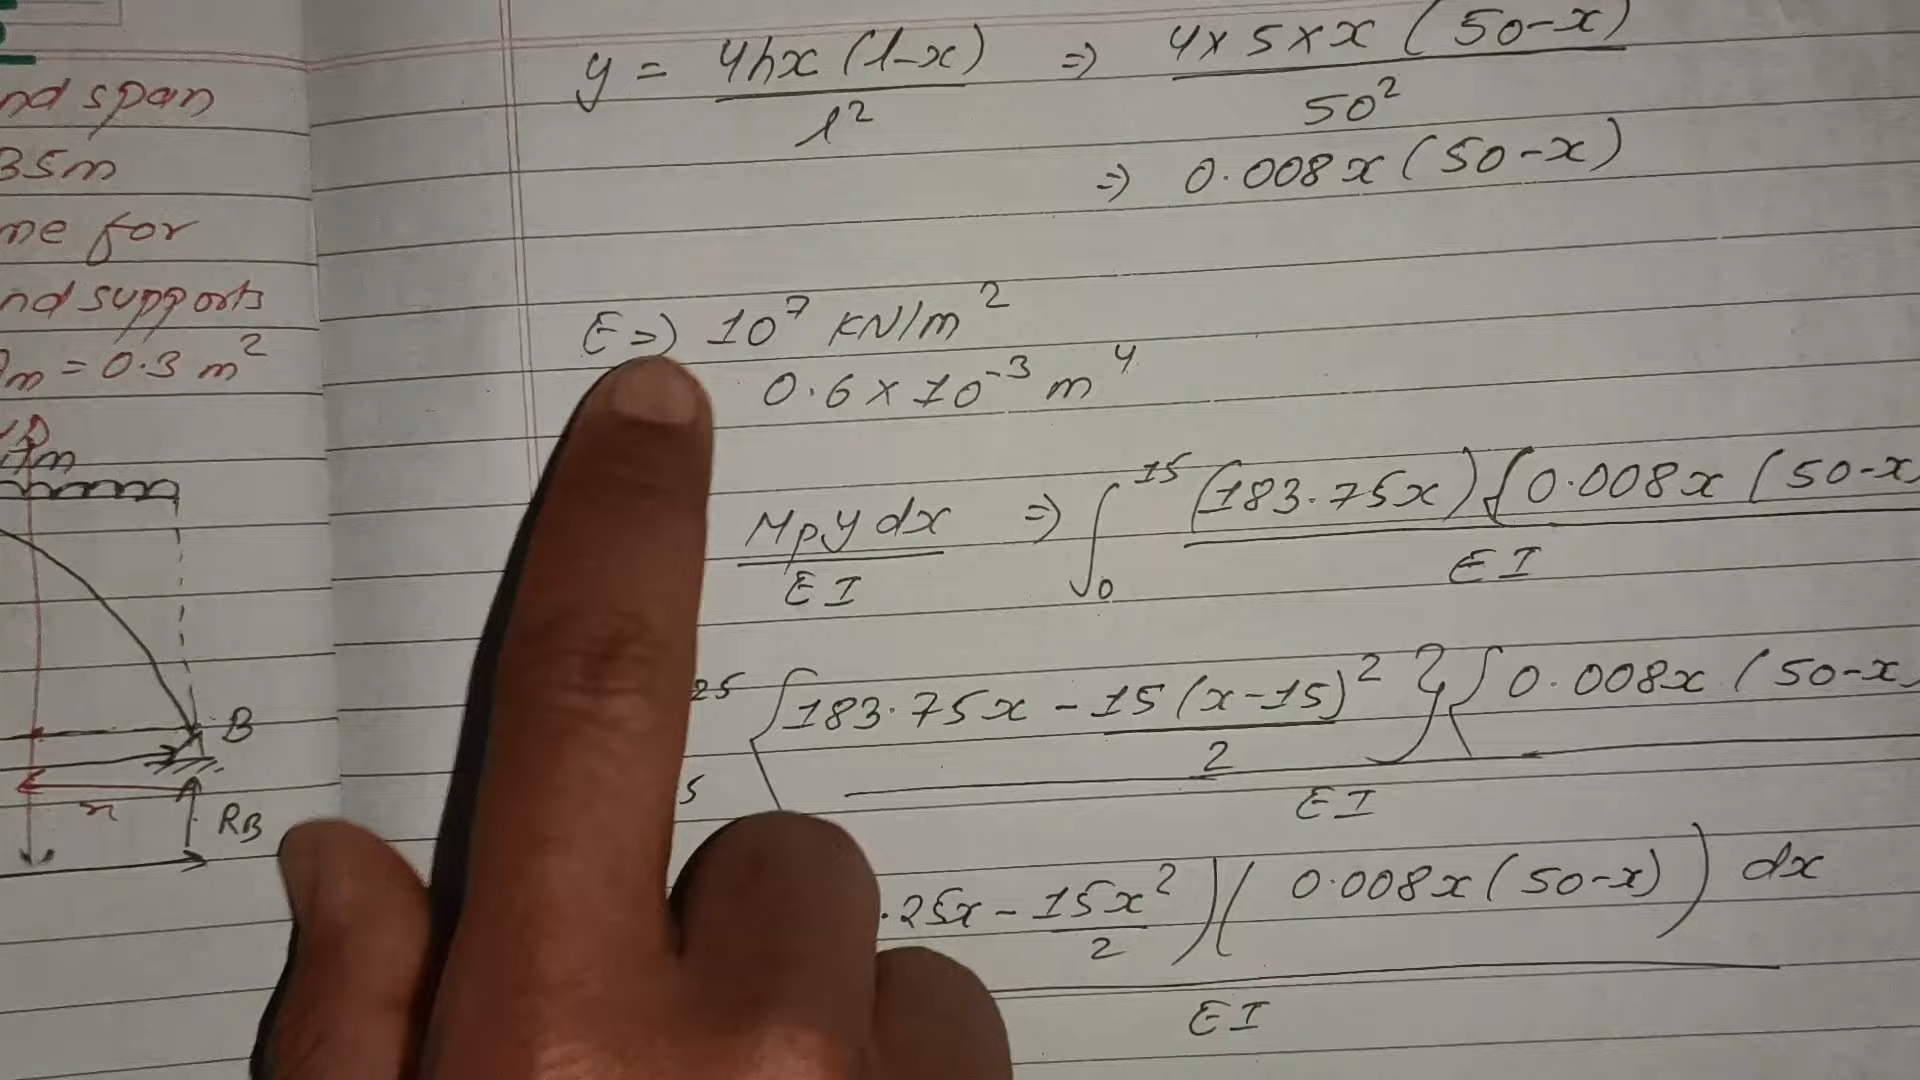 nd span
35m
me for
nd supports
m = 0.3 m²
m
B
x
RB
y = 4hx (l-x) / l² => 4 x 5 x x (50-x) / 50²
=> 0.008x (50-x)
E => 10⁷ KN/m²
0.6 x 10⁻³ m⁴
Mpy dx / EI => ∫₀¹⁵ (183.75x) {0.008x (50-x / EI
25 5 {183.75x - 15(x-15)² / 2} {0.008x (50-x / EI
.25x - 15x² / 2) (0.008x (50-x)) dx / EI